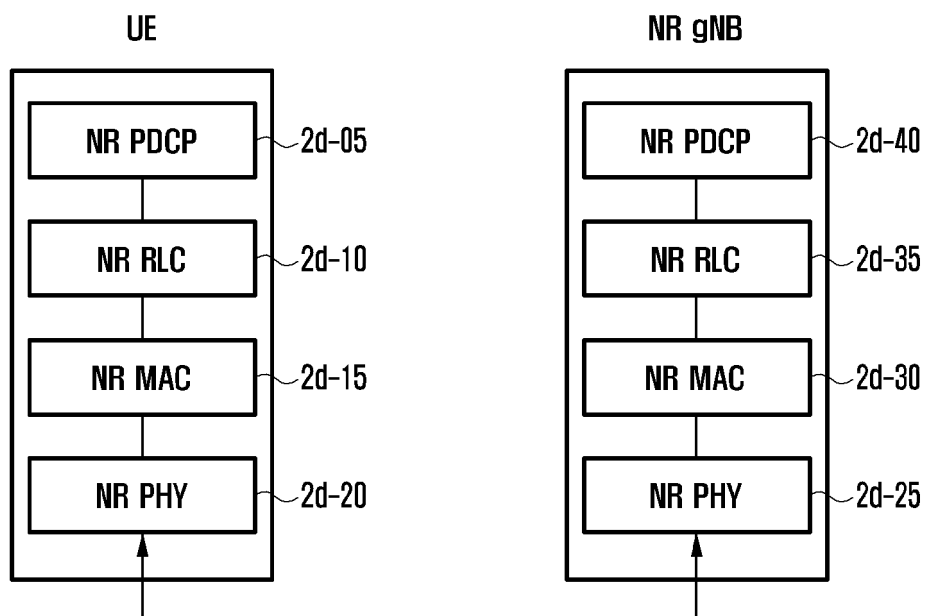 UE
NR gNB
NR PDCP 2d-05
NR PDCP 2d-40
NR RLC 2d-10
NR RLC 2d-35
NR MAC 2d-15
NR MAC 2d-30
NR PHY 2d-20
NR PHY 2d-25